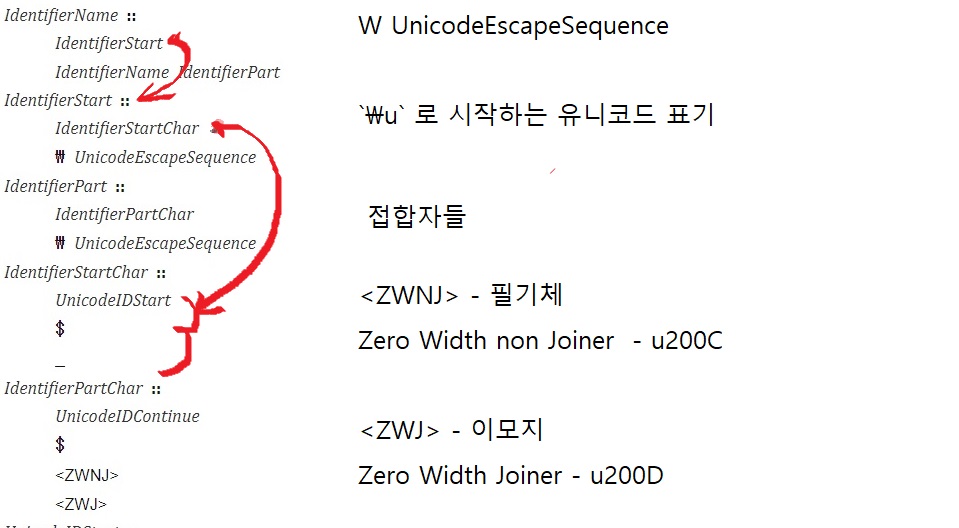 IdentifierName ::
IdentifierStart
IdentifierName IdentifierPart
IdentifierStart ::
IdentifierStartChar
₩ UnicodeEscapeSequence
IdentifierPart ::
IdentifierPartChar
₩ UnicodeEscapeSequence
IdentifierStartChar ::
UnicodeIDStart
$
_
IdentifierPartChar ::
UnicodeIDContinue
$
<ZWNJ>
<ZWJ>
W UnicodeEscapeSequence
`₩u` 로 시작하는 유니코드 표기
접합자들
<ZWNJ> - 필기체
Zero Width non Joiner - u200C
<ZWJ> - 이모지
Zero Width Joiner - u200D